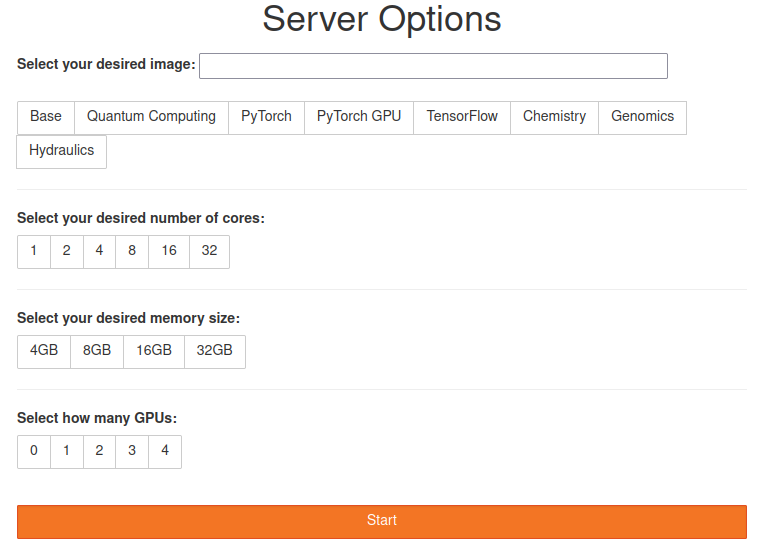 Server Options
Select your desired image:
Base Quantum Computing PyTorch PyTorch GPU TensorFlow Chemistry Genomics
Hydraulics
Select your desired number of cores:
1 2 4 8 16 32
Select your desired memory size:
4GB 8GB 16GB 32GB
Select how many GPUs:
0 1 2 3 4
Start